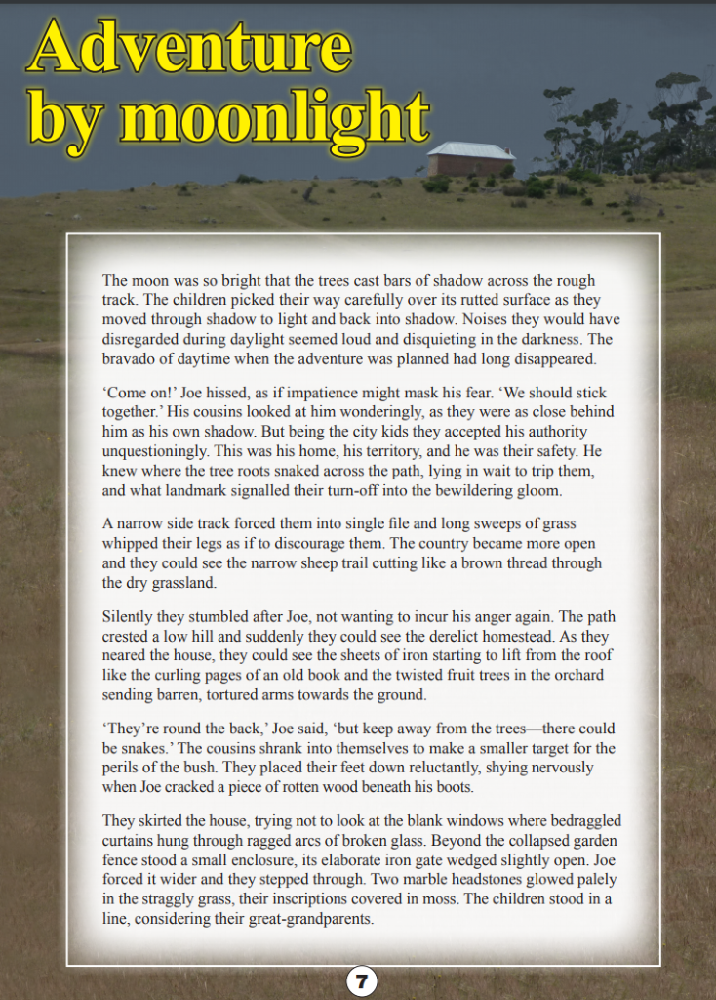 Adventure
by moonlight
The moon was so bright that the trees cast bars of shadow across the rough
track. The children picked their way carefully over its rutted surface as they
moved through shadow to light and back into shadow. Noises they would have
disregarded during daylight seemed loud and disquieting in the darkness. The
bravado of daytime when the adventure was planned had long disappeared.
‘Come on!’ Joe hissed, as if impatience might mask his fear. ‘We should stick
together.’ His cousins looked at him wonderingly, as they were as close behind
him as his own shadow. But being the city kids they accepted his authority
unquestioningly. This was his home, his territory, and he was their safety. He
knew where the tree roots snaked across the path, lying in wait to trip them,
and what landmark signalled their turn-off into the bewildering gloom.
A narrow side track forced them into single file and long sweeps of grass
whipped their legs as if to discourage them. The country became more open
and they could see the narrow sheep trail cutting like a brown thread through
the dry grassland.
Silently they stumbled after Joe, not wanting to incur his anger again. The path
crested a low hill and suddenly they could see the derelict homestead. As they
neared the house, they could see the sheets of iron starting to lift from the roof
like the curling pages of an old book and the twisted fruit trees in the orchard
sending barren, tortured arms towards the ground.
‘They’re round the back,’ Joe said, ‘but keep away from the trees—there could
be snakes.’ The cousins shrank into themselves to make a smaller target for the
perils of the bush. They placed their feet down reluctantly, shying nervously
when Joe cracked a piece of rotten wood beneath his boots.
They skirted the house, trying not to look at the blank windows where bedraggled
curtains hung through ragged arcs of broken glass. Beyond the collapsed garden
fence stood a small enclosure, its elaborate iron gate wedged slightly open. Joe
forced it wider and they stepped through. Two marble headstones glowed palely
in the straggly grass, their inscriptions covered in moss. The children stood in a
line, considering their great-grandparents.
7